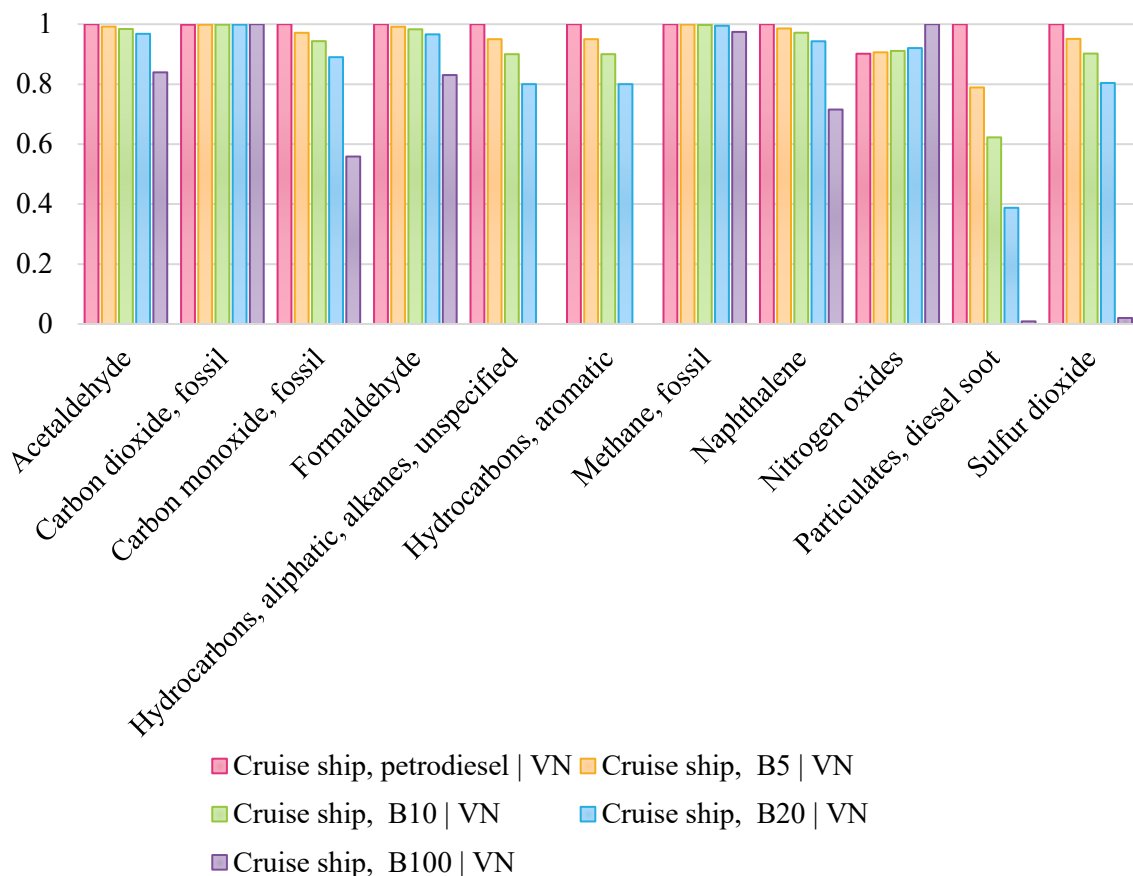 1
0.8
0.6
0.4
0.2
0
Acetaldehyde
Carbon dioxide, fossil
Carbon monoxide, fossil
Formaldehyde
Hydrocarbons, aliphatic, alkanes, unspecified
Hydrocarbons, aromatic
Methane, fossil
Naphthalene
Nitrogen oxides
Particulates, diesel soot
Sulfur dioxide
Cruise ship, petrodiesel | VN
Cruise ship, B5 | VN
Cruise ship, B10 | VN
Cruise ship, B20 | VN
Cruise ship, B100 | VN